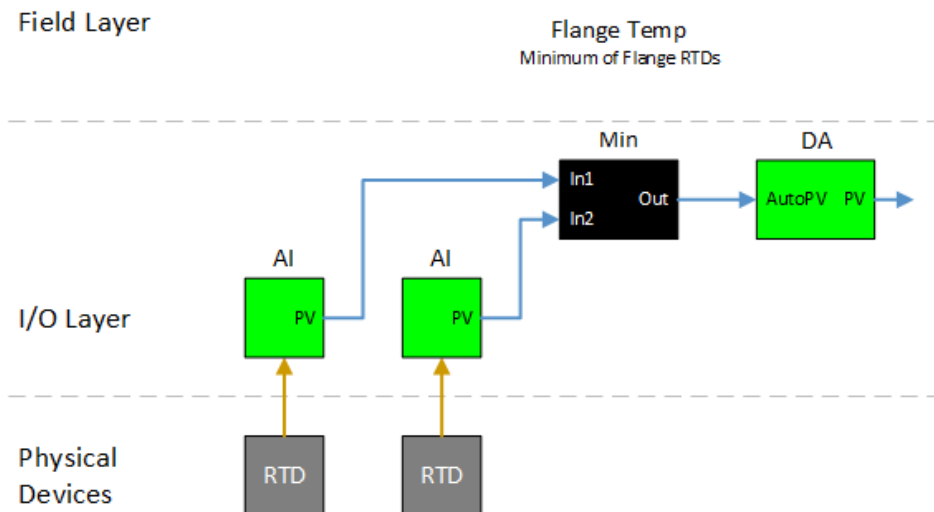 Field Layer
Flange Temp
Minimum of Flange RTDs
Min
DA
In1
In2
Out
AutoPV PV
AI
AI
I/O Layer
PV
PV
Physical
Devices
RTD
RTD